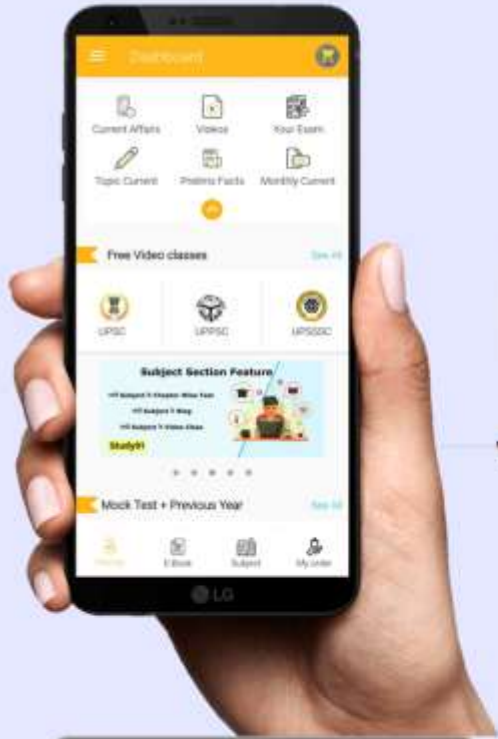 Dashboard
Current Affairs
Videos
Your Exam
Topic Current
Prelims Facts
Monthly Current
Free Video classes
See All
UPSC
UPPSC
UPSSSC
Subject Section Feature
Study91
Mock Test + Previous Year
See All
E-Book
Subject
My order
LG